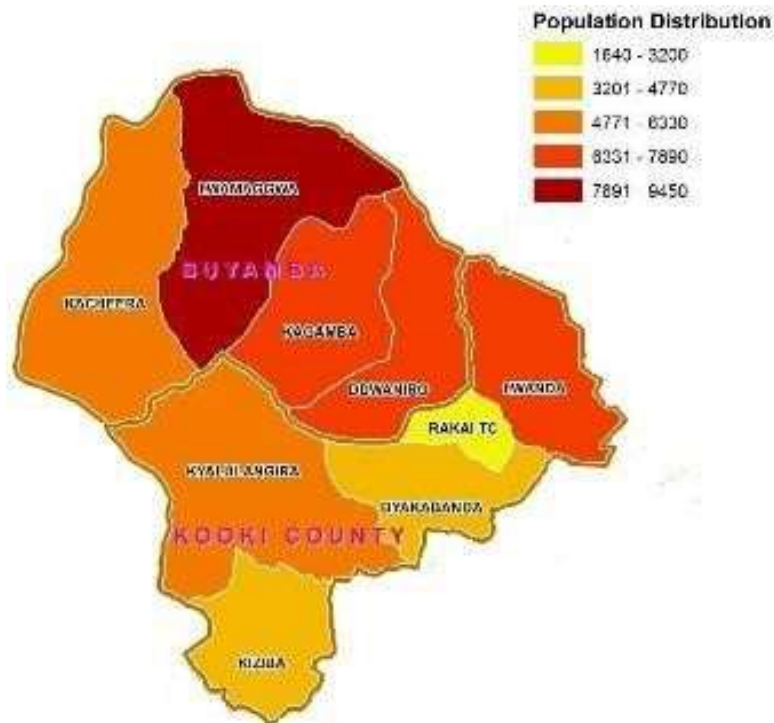 Population Distribution
1640 - 3200
3201 - 4770
4771 - 6330
6331 - 7890
7891 - 9450
LWAMAGGWA
BUYAMBA
KACHEERA
KAGAMBA
DDWANIRO
LWANDA
RAKAI TC
KYALULANGIRA
BYAKABANDA
KOOKI COUNTY
KIZIBA